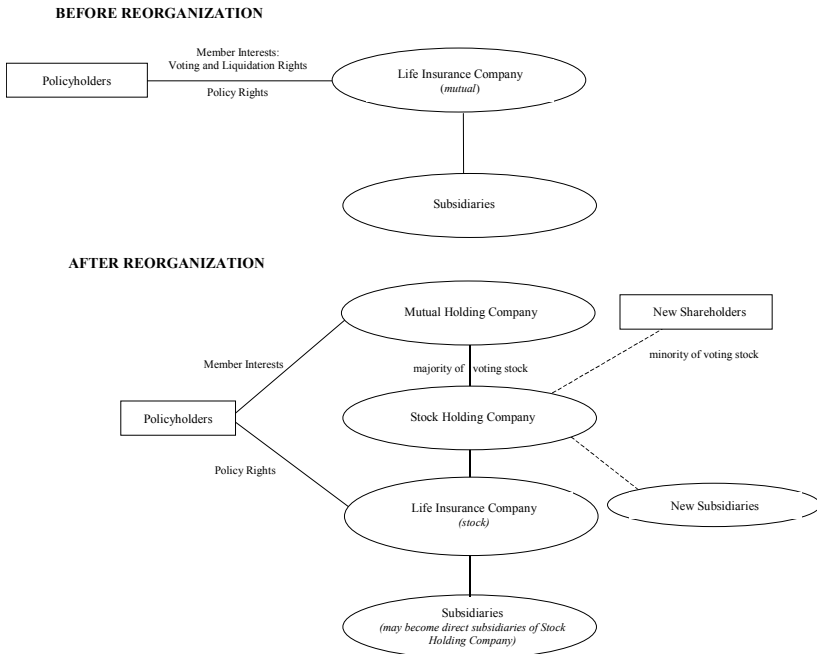 BEFORE REORGANIZATION
Member Interests:
Voting and Liquidation Rights
Policyholders
Policy Rights
Life Insurance Company
(mutual)
Subsidiaries
AFTER REORGANIZATION
Mutual Holding Company
New Shareholders
Member Interests
majority of voting stock
minority of voting stock
Policyholders
Stock Holding Company
Policy Rights
Life Insurance Company
(stock)
New Subsidiaries
Subsidiaries
(may become direct subsidiaries of Stock
Holding Company)